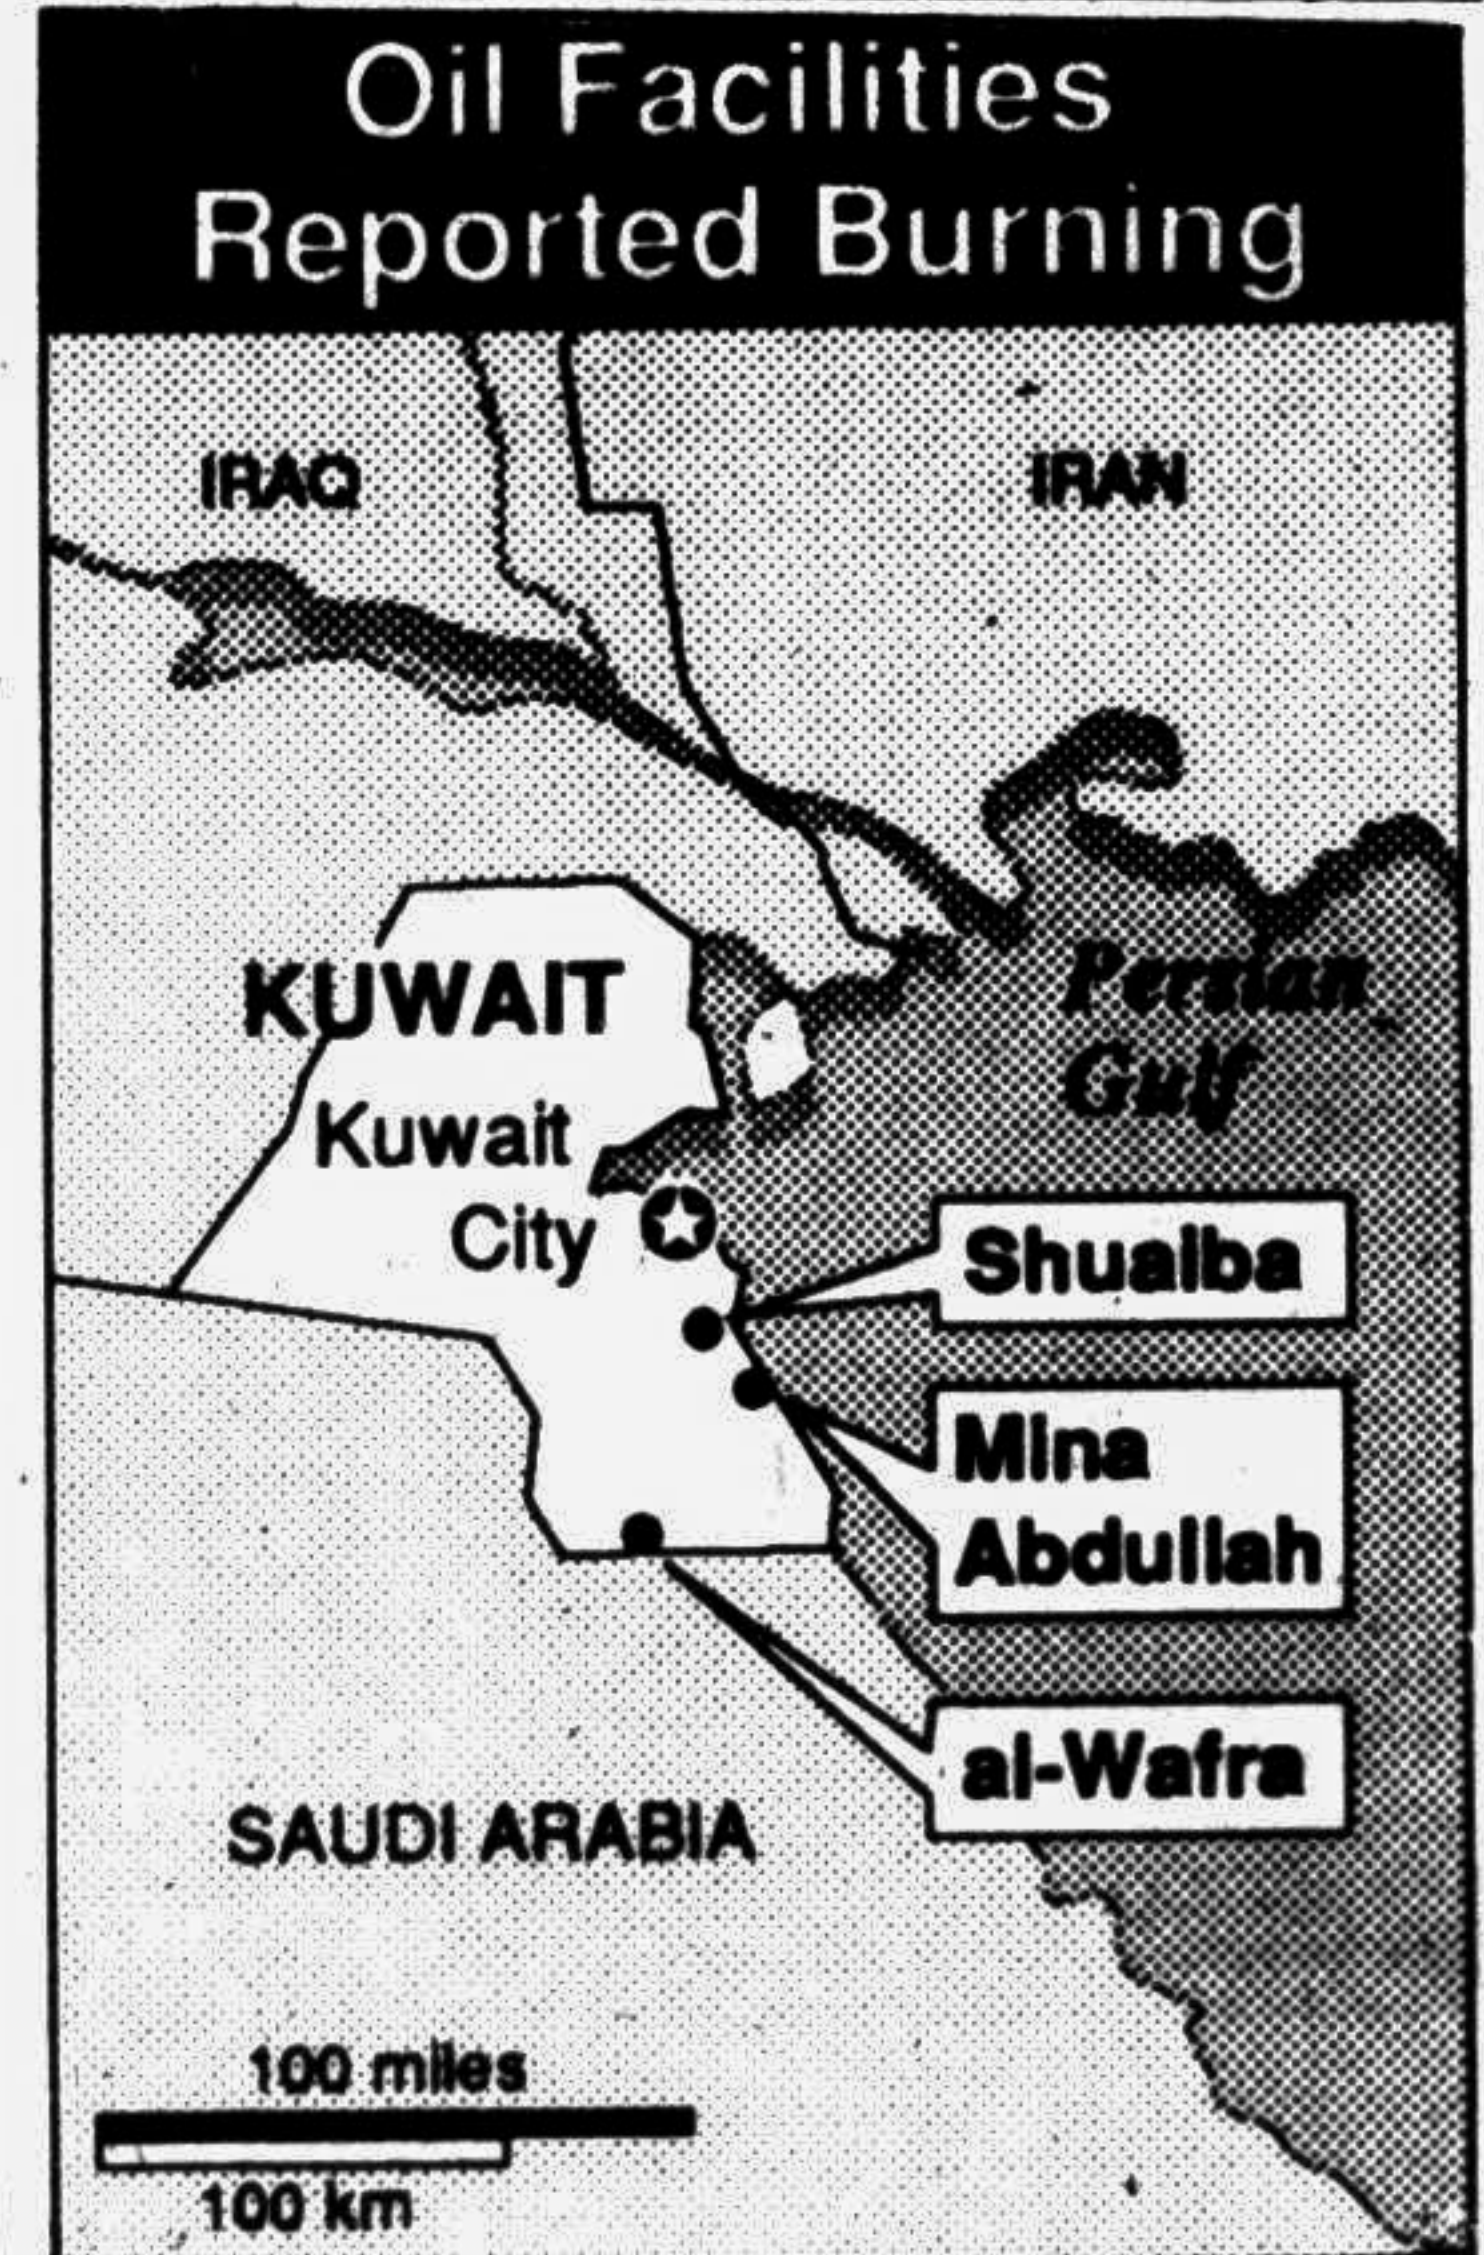 Oil Facilities
Reported Burning
IRAQ
IRAN
KUWAIT
Persian
Gulf
Kuwait
City
Shuaiba
Mina
Abdullah
al-Wafra
SAUDI ARABIA
100 miles
100 km